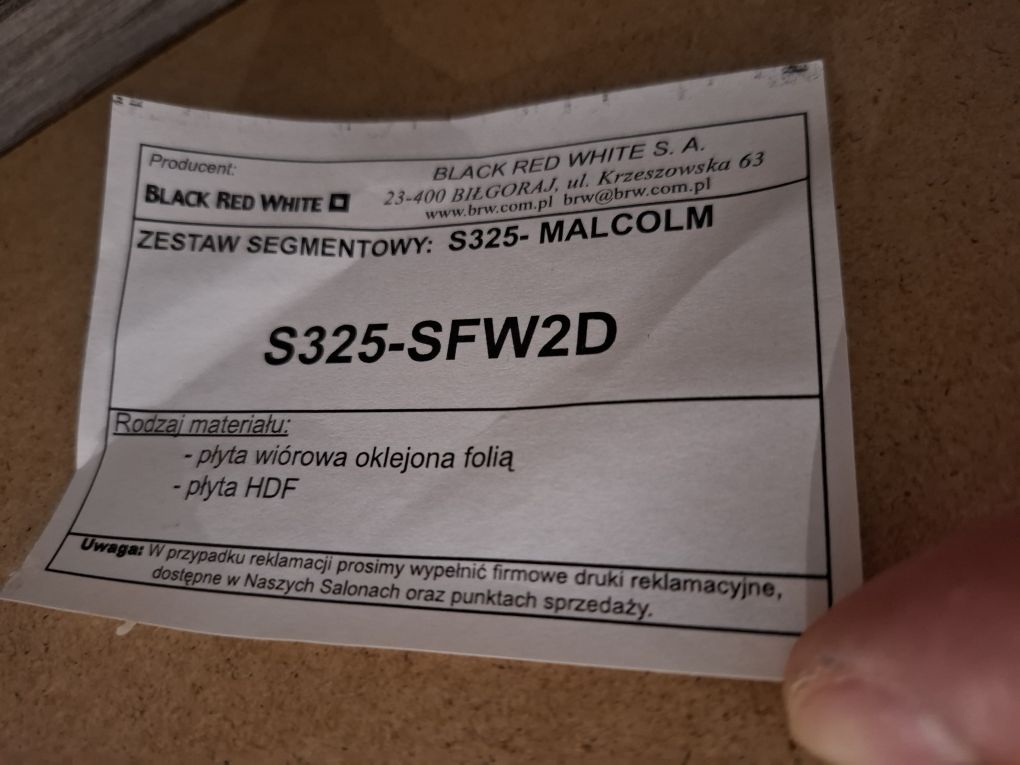 Producent:
BLACK RED WHITE
BLACK RED WHITE S. A.
23-400 BIŁGORAJ, ul. Krzeszowska 63
www.brw.com.pl brw@brw.com.pl
ZESTAW SEGMENTOWY: S325- MALCOLM
S325-SFW2D
Rodzaj materiału:
- płyta wiórowa oklejona folią
- płyta HDF
Uwaga: W przypadku reklamacji prosimy wypełnić firmowe druki reklamacyjne,
dostępne w Naszych Salonach oraz punktach sprzedaży.